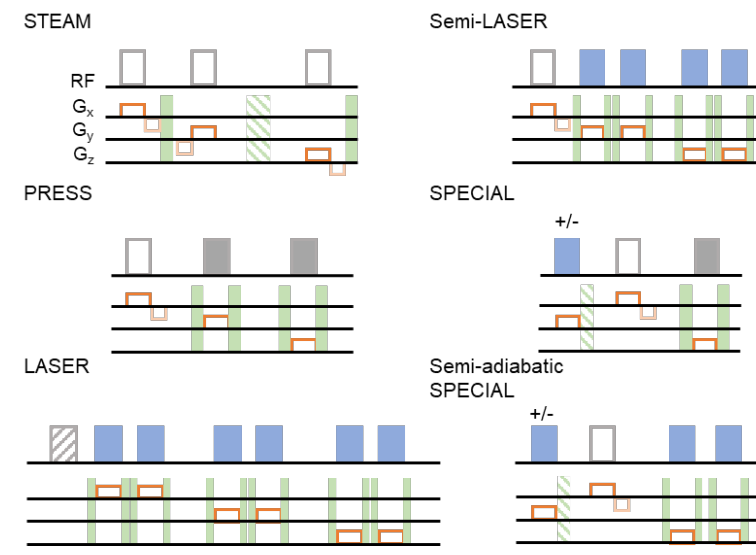 STEAM
Semi-LASER
RF
Gx
Gy
Gz
PRESS
SPECIAL
+/-
LASER
Semi-adiabatic
SPECIAL
+/-